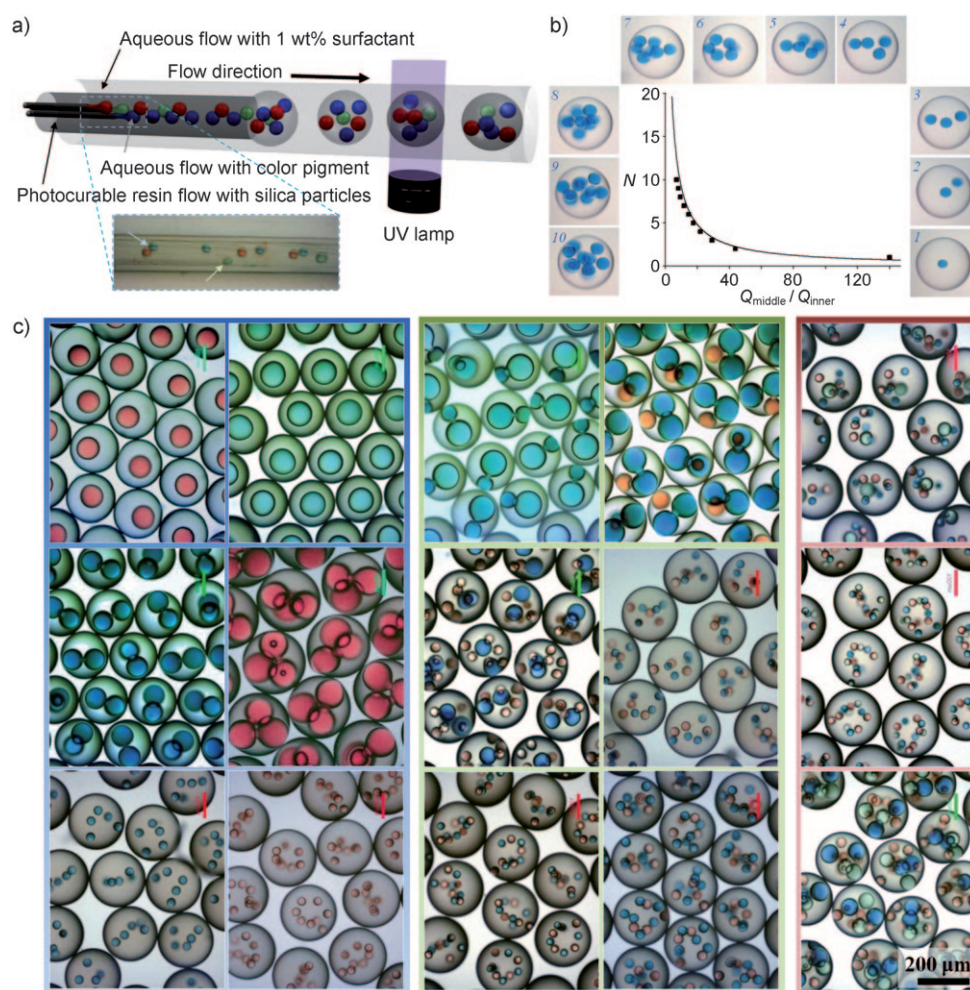 a)
Aqueous flow with 1 wt% surfactant
Flow direction
Aqueous flow with color pigment
Photocurable resin flow with silica particles
UV lamp
b)
7
6
5
4
8
9
10
3
2
1
N
20
15
10
5
0
0
40
80
120
Qmiddle / Qinner
c)
200 µm